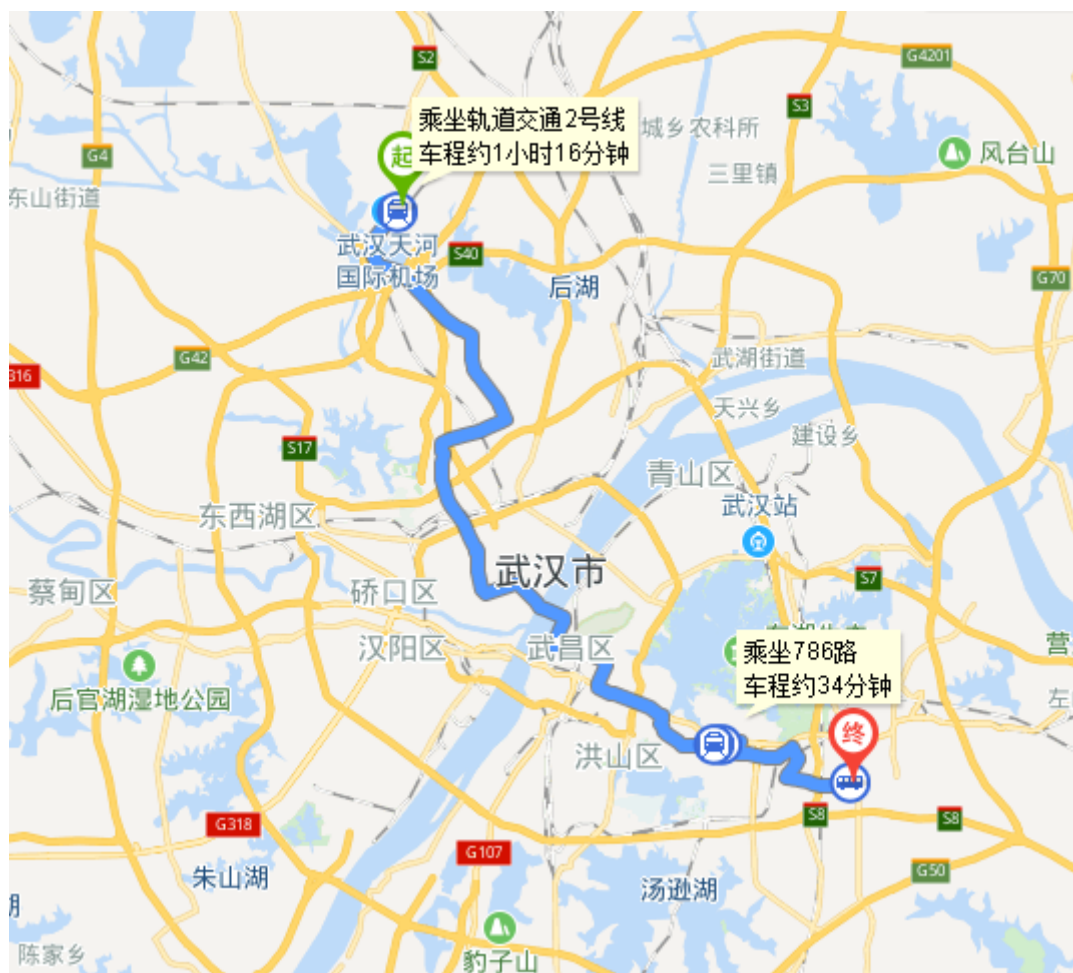 G4201
S2
乘坐轨道交通2号线
车程约1小时16分钟
起
S3
城乡农科所
G4
风台山
三里镇
东山街道
武汉天河
国际机场
S40
后湖
G70
G42
武湖街道
316
天兴乡
建设乡
S17
青山区
武汉站
东西湖区
武汉市
S7
蔡甸区
硚口区
汉阳区
武昌区
乘坐786路
车程约34分钟
后官湖湿地公园
终
洪山区
S8
S8
G318
G107
G50
朱山湖
汤逊湖
陈家乡
豹子山